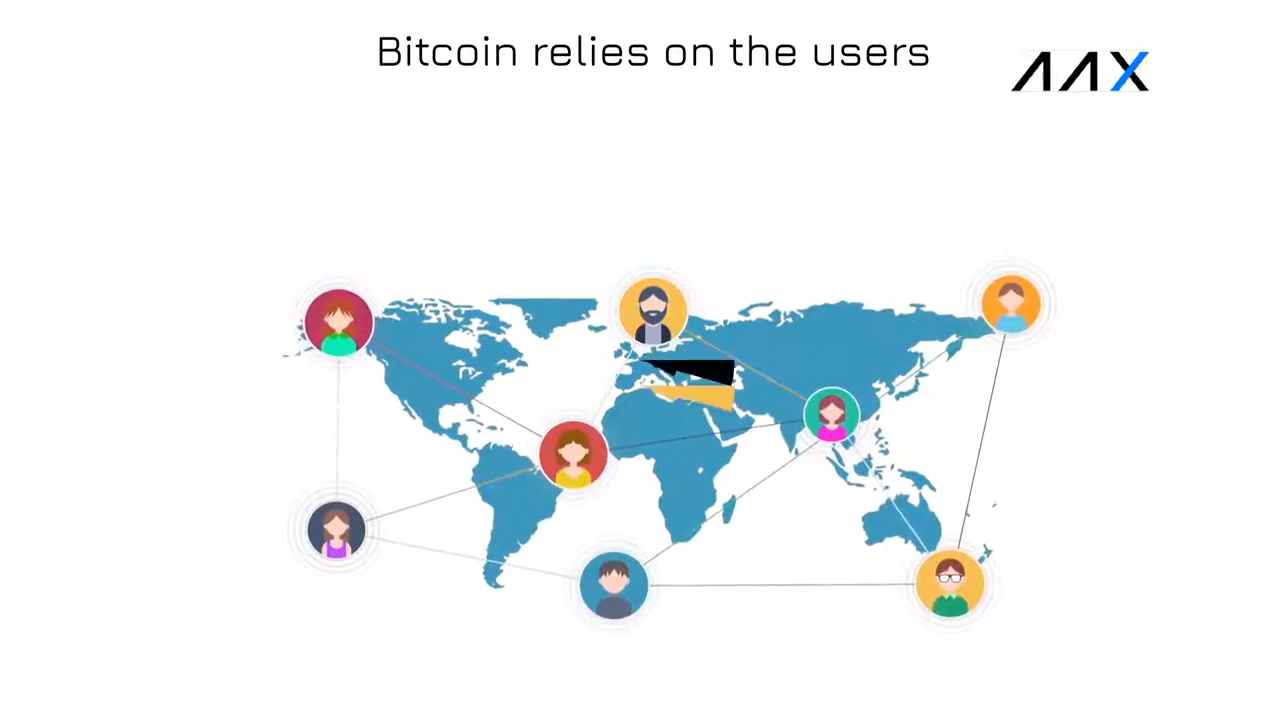 Bitcoin relies on the users
AAX